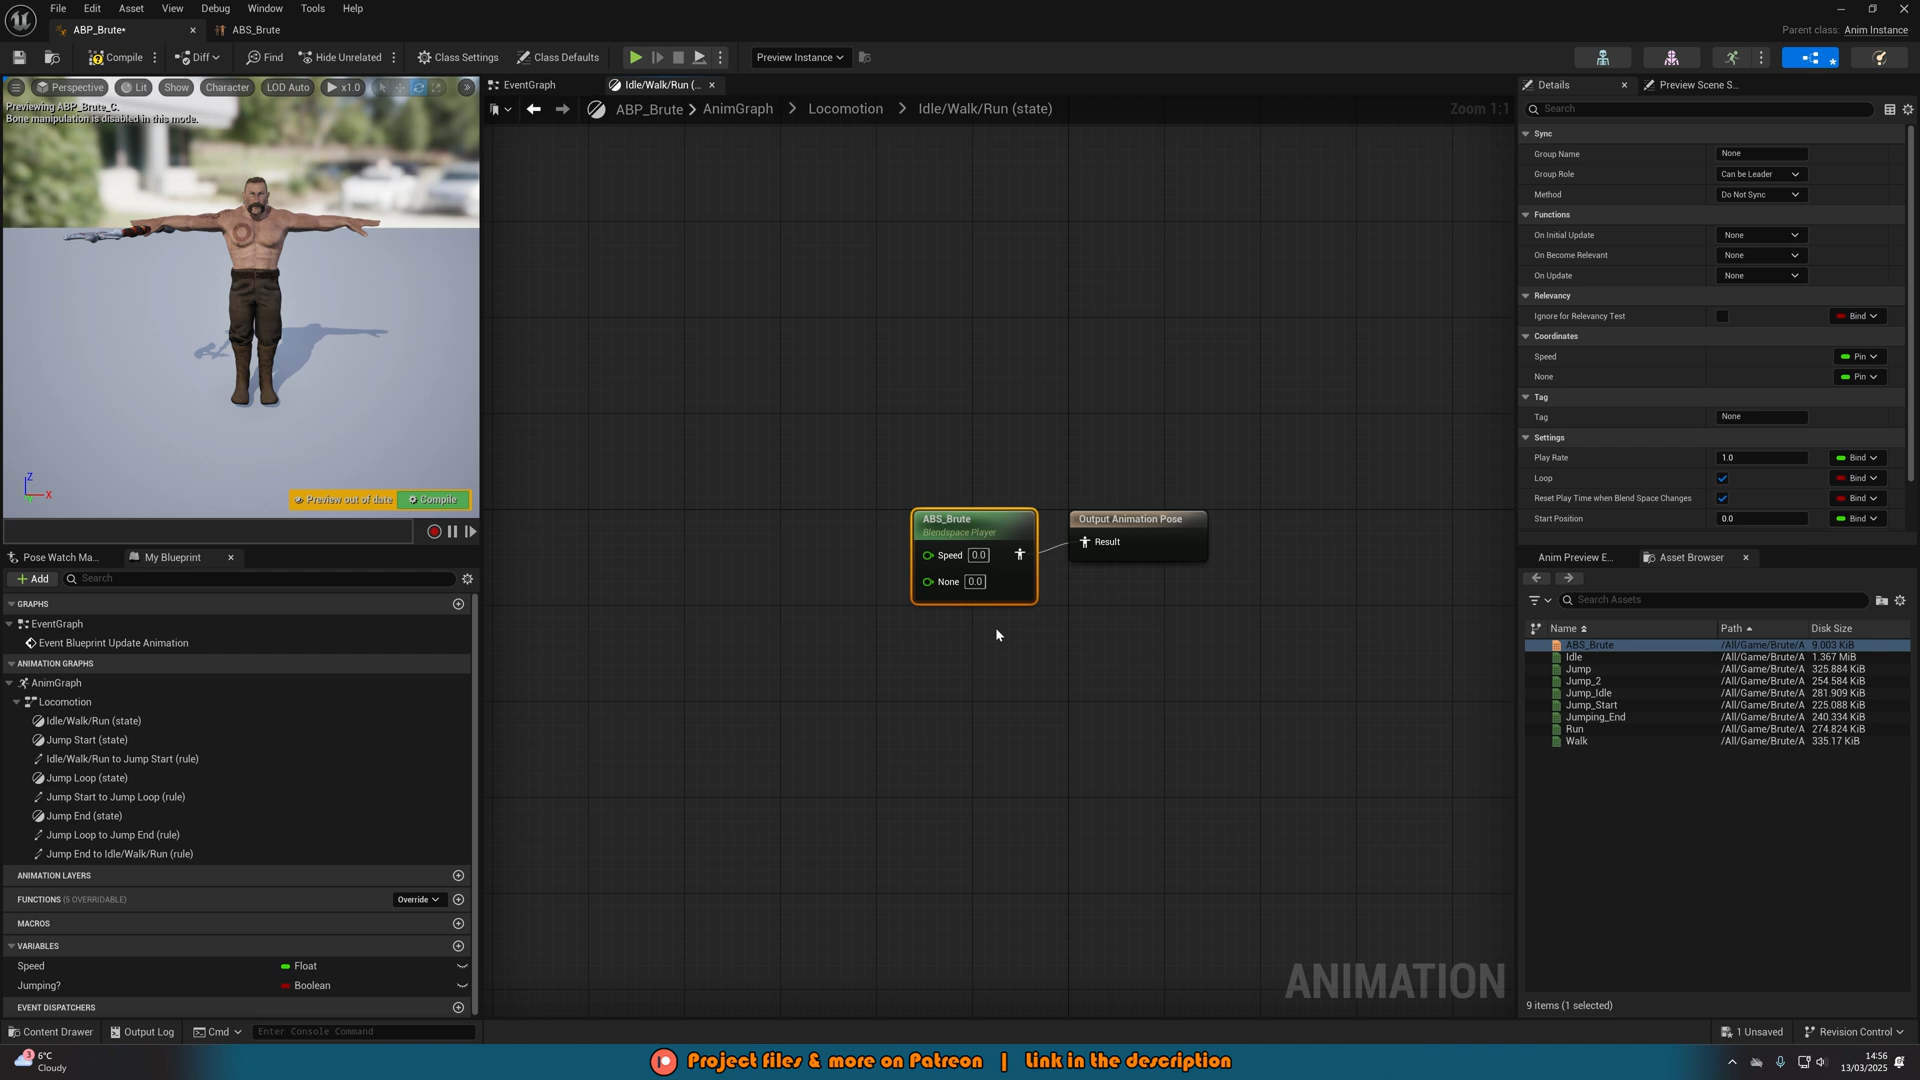 File Edit Asset View Debug Window Tools Help
ABP_Brute•
ABS_Brute
Parent class: Anim Instance
Compile
Diff
Find
Hide Unrelated
Class Settings
Class Defaults
Preview Instance
Perspective
Lit
Show
Character
LOD Auto
x1.0
Previewing ABP_Brute_C.
Bone manipulation is disabled in this mode.
Z
X
Preview out of date
Compile
EventGraph
Idle/Walk/Run (...
ABP_Brute
AnimGraph
Locomotion
Idle/Walk/Run (state)
Zoom 1:1
ABS_Brute
Blendspace Player
Speed 0.0
None 0.0
Output Animation Pose
Result
ANIMATION
Pose Watch Ma...
My Blueprint
Add
Search
GRAPHS
EventGraph
Event Blueprint Update Animation
ANIMATION GRAPHS
AnimGraph
Locomotion
Idle/Walk/Run (state)
Jump Start (state)
Idle/Walk/Run to Jump Start (rule)
Jump Loop (state)
Jump Start to Jump Loop (rule)
Jump End (state)
Jump Loop to Jump End (rule)
Jump End to Idle/Walk/Run (rule)
ANIMATION LAYERS
FUNCTIONS (5 OVERRIDABLE)
Override
MACROS
VARIABLES
Speed Float
Jumping? Boolean
EVENT DISPATCHERS
Details
Preview Scene S...
Search
Sync
Group Name None
Group Role Can be Leader
Method Do Not Sync
Functions
On Initial Update None
On Become Relevant None
On Update None
Relevancy
Ignore for Relevancy Test Bind
Coordinates
Speed Pin
None Pin
Tag
Tag None
Settings
Play Rate 1.0 Bind
Loop Bind
Reset Play Time when Blend Space Changes Bind
Start Position 0.0 Bind
Anim Preview E...
Asset Browser
Search Assets
Name Path Disk Size
ABS_Brute /All/Game/Brute/A 9.003 KiB
Idle /All/Game/Brute/A 1.367 MiB
Jump /All/Game/Brute/A 325.884 KiB
Jump_2 /All/Game/Brute/A 254.584 KiB
Jump_Idle /All/Game/Brute/A 281.909 KiB
Jump_Start /All/Game/Brute/A 225.088 KiB
Jumping_End /All/Game/Brute/A 240.334 KiB
Run /All/Game/Brute/A 274.824 KiB
Walk /All/Game/Brute/A 335.17 KiB
9 items (1 selected)
Content Drawer
Output Log
Cmd
Enter Console Command
1 Unsaved
Revision Control
3
6°C
Cloudy
Project files & more on Patreon | Link in the description
14:56
13/03/2025